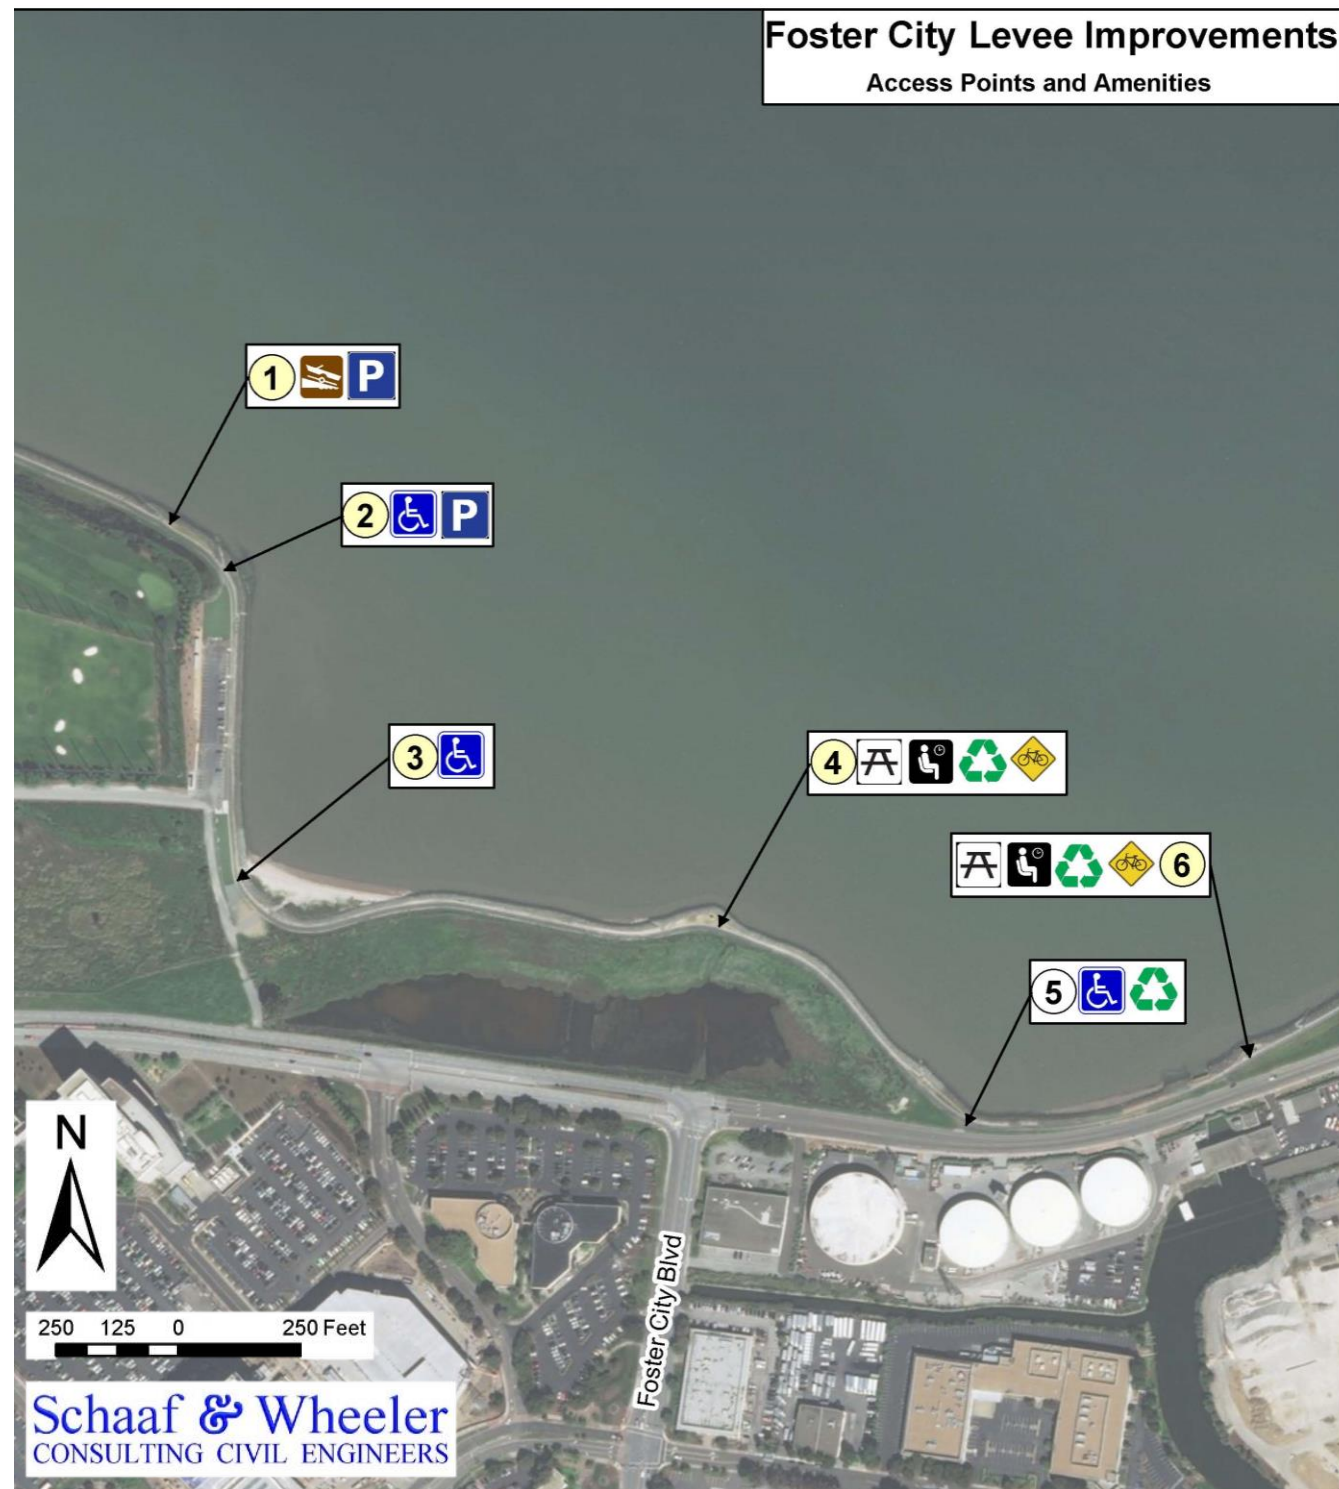 Foster City Levee Improvements
Access Points and Amenities
1 P
2 P
3
4
6
5
N
Foster City Blvd
250 125 0 250 Feet
Schaaf & Wheeler
CONSULTING CIVIL ENGINEERS